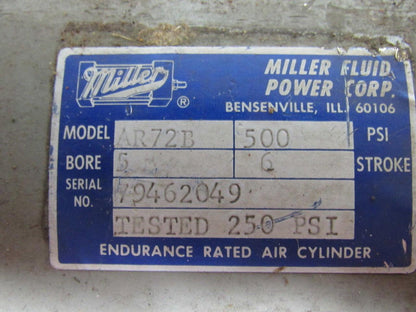 Miller ®
MILLER FLUID
POWER CORP.
BENSENVILLE, ILL. 60106
MODEL AR72B 500 PSI
BORE 5 6 STROKE
SERIAL NO. 79462049
TESTED 250 PSI
ENDURANCE RATED AIR CYLINDER